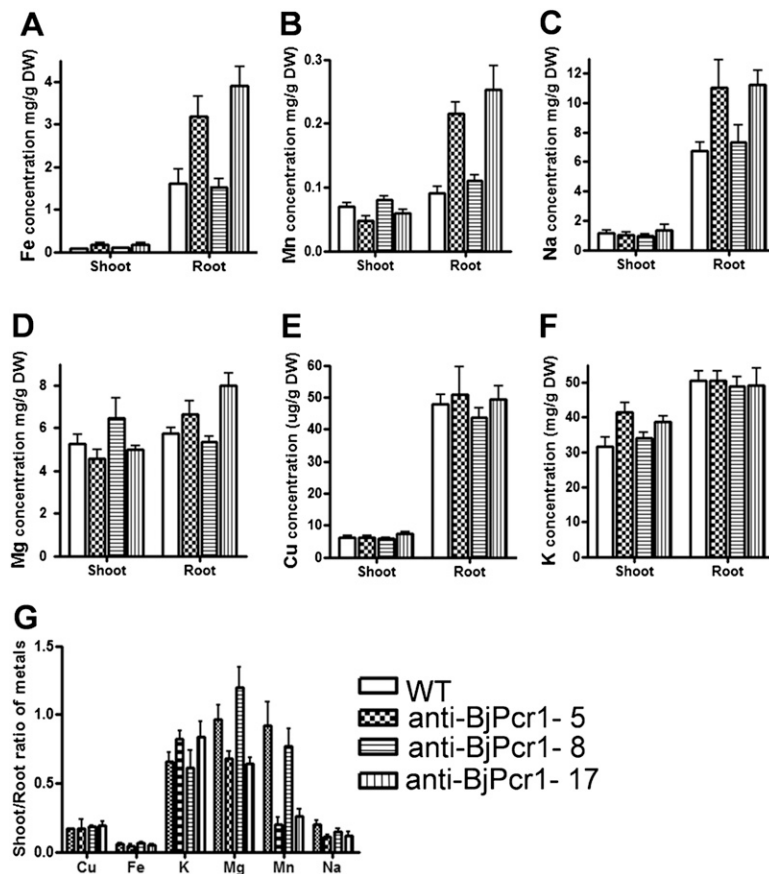 A
Fe concentration mg/g DW
4
3
2
1
0
Shoot Root
B
Mn concentration mg/g DW
0.3
0.2
0.1
0.0
Shoot Root
C
Na concentration mg/g DW
12
10
8
6
4
2
0
Shoot Root
D
Mg concentration mg/g DW
8
6
4
2
0
Shoot Root
E
Cu concentration (ug/g DW)
60
50
40
30
20
10
0
Shoot Root
F
K concentration (mg/g DW)
50
40
30
20
10
0
Shoot Root
G
Shoot/Root ratio of metals
1.5
1.0
0.5
0.0
Cu Fe K Mg Mn Na
WT
anti-BjPcr1- 5
anti-BjPcr1- 8
anti-BjPcr1- 17